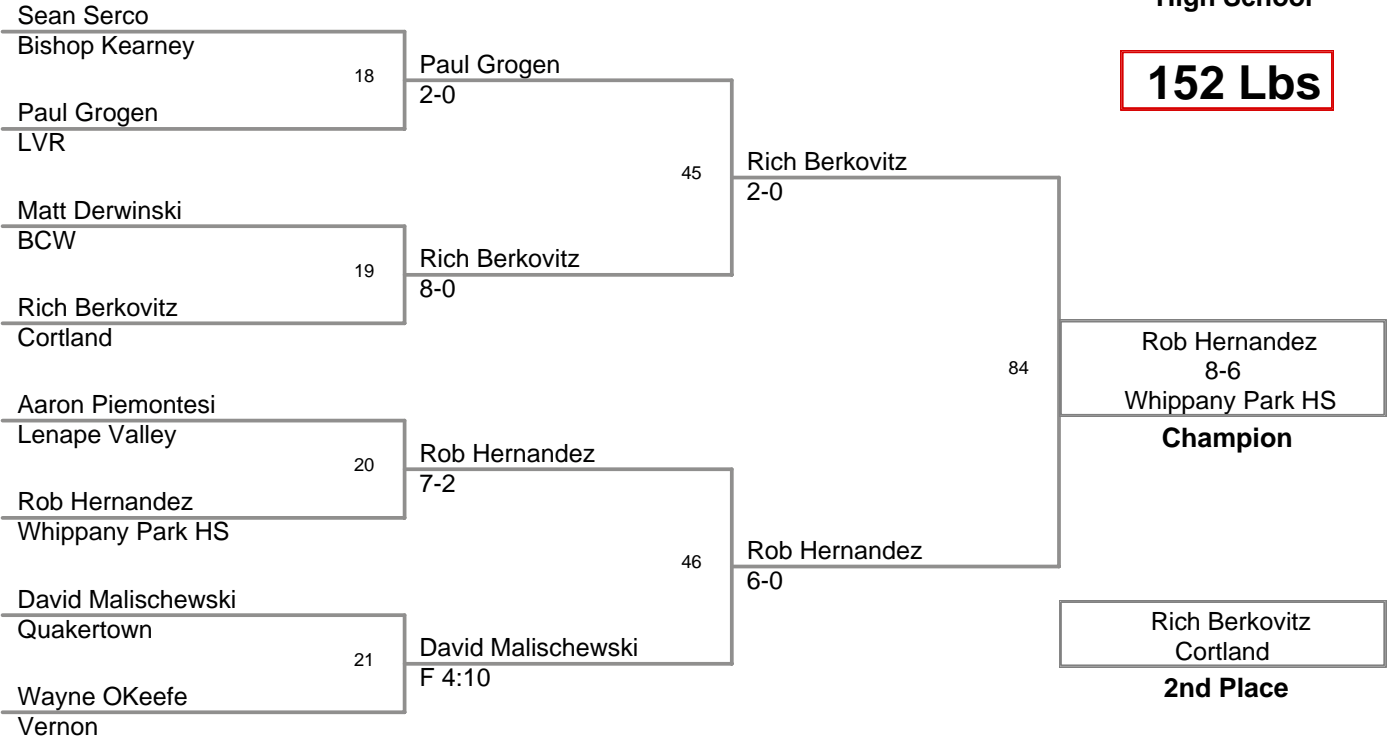 High School
152 Lbs
Sean Serco
Bishop Kearney
18
Paul Grogen
LVR
Paul Grogen
2-0
Matt Derwinski
BCW
19
Rich Berkovitz
Cortland
Rich Berkovitz
8-0
45
Rich Berkovitz
2-0
Aaron Piemontesi
Lenape Valley
20
Rob Hernandez
Whippany Park HS
Rob Hernandez
7-2
David Malischewski
Quakertown
21
Wayne OKeefe
Vernon
David Malischewski
F 4:10
46
Rob Hernandez
6-0
84
Rob Hernandez
8-6
Whippany Park HS
Champion
Rich Berkovitz
Cortland
2nd Place